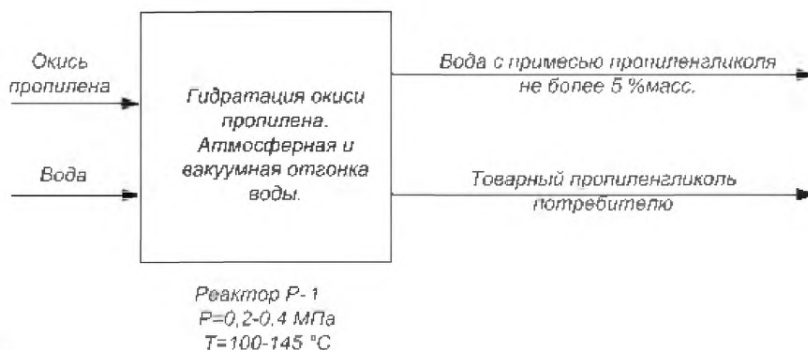 Окись
пропилена
Вода
Гидратация окиси
пропилена.
Атмосферная и
вакуумная отгонка
воды.
Вода с примесью пропиленгликоля
не более 5 %масс.
Товарный пропиленгликоль
потребителю
Реактор Р-1
Р=0,2-0,4 МПа
Т=100-145 °С